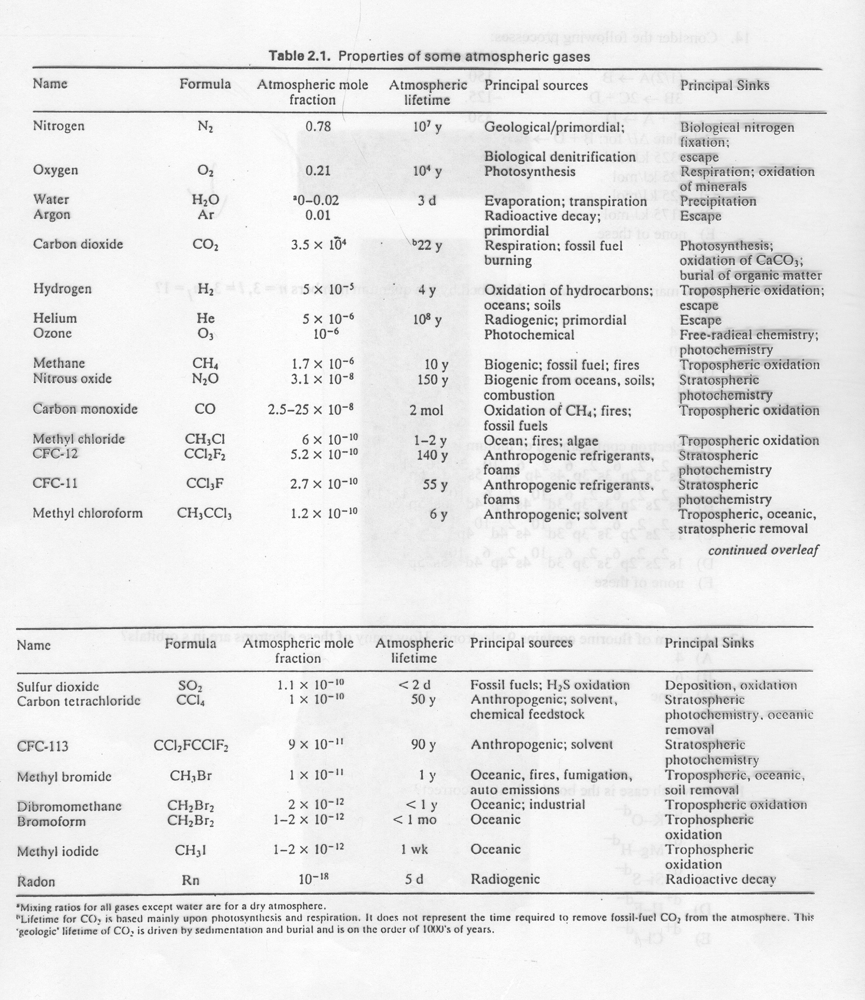 Table 2.1. Properties of some atmospheric gases
Name Formula Atmospheric mole Atmospheric Principal sources Principal Sinks
fraction lifetime
Nitrogen N₂ 0.78 10⁷ y Geological/primordial; Biological nitrogen
fixation;
Biological denitrification escape
Oxygen O₂ 0.21 10⁴ y Photosynthesis Respiration; oxidation
of minerals
Water H₂O ᵃ0–0.02 3 d Evaporation; transpiration Precipitation
Argon Ar 0.01 Radioactive decay; Escape
primordial
Carbon dioxide CO₂ 3.5 × 10⁻⁴ ᵇ22 y Respiration; fossil fuel Photosynthesis;
burning oxidation of CaCO₃;
burial of organic matter
Hydrogen H₂ 5 × 10⁻⁵ 4 y Oxidation of hydrocarbons; Tropospheric oxidation;
oceans; soils escape
Helium He 5 × 10⁻⁶ 10⁸ y Radiogenic; primordial Escape
Ozone O₃ 10⁻⁶ Photochemical Free-radical chemistry;
photochemistry
Methane CH₄ 1.7 × 10⁻⁶ 10 y Biogenic; fossil fuel; fires Tropospheric oxidation
Nitrous oxide N₂O 3.1 × 10⁻⁸ 150 y Biogenic from oceans, soils; Stratospheric
combustion photochemistry
Carbon monoxide CO 2.5–25 × 10⁻⁸ 2 mol Oxidation of CH₄; fires; Tropospheric oxidation
fossil fuels
Methyl chloride CH₃Cl 6 × 10⁻¹⁰ 1–2 y Ocean; fires; algae Tropospheric oxidation
CFC-12 CCl₂F₂ 5.2 × 10⁻¹⁰ 140 y Anthropogenic refrigerants, Stratospheric
foams photochemistry
CFC-11 CCl₃F 2.7 × 10⁻¹⁰ 55 y Anthropogenic refrigerants, Stratospheric
foams photochemistry
Methyl chloroform CH₃CCl₃ 1.2 × 10⁻¹⁰ 6 y Anthropogenic; solvent Tropospheric, oceanic,
stratospheric removal
continued overleaf
Name Formula Atmospheric mole Atmospheric Principal sources Principal Sinks
fraction lifetime
Sulfur dioxide SO₂ 1.1 × 10⁻¹⁰ < 2 d Fossil fuels; H₂S oxidation Deposition, oxidation
Carbon tetrachloride CCl₄ 1 × 10⁻¹⁰ 50 y Anthropogenic; solvent, Stratospheric
chemical feedstock photochemistry, oceanic
removal
CFC-113 CCl₂FCClF₂ 9 × 10⁻¹¹ 90 y Anthropogenic; solvent Stratospheric
photochemistry
Methyl bromide CH₃Br 1 × 10⁻¹¹ 1 y Oceanic, fires, fumigation, Tropospheric, oceanic,
auto emissions soil removal
Dibromomethane CH₂Br₂ 2 × 10⁻¹² < 1 y Oceanic; industrial Tropospheric oxidation
Bromoform CH₂Br₂ 1–2 × 10⁻¹² < 1 mo Oceanic Trophospheric
oxidation
Methyl iodide CH₃I 1–2 × 10⁻¹² 1 wk Oceanic Trophospheric
oxidation
Radon Rn 10⁻¹⁸ 5 d Radiogenic Radioactive decay
ᵃMixing ratios for all gases except water are for a dry atmosphere.
ᵇLifetime for CO₂ is based mainly upon photosynthesis and respiration. It does not represent the time required to remove fossil-fuel CO₂ from the atmosphere. This
'geologic' lifetime of CO₂ is driven by sedimentation and burial and is on the order of 1000's of years.